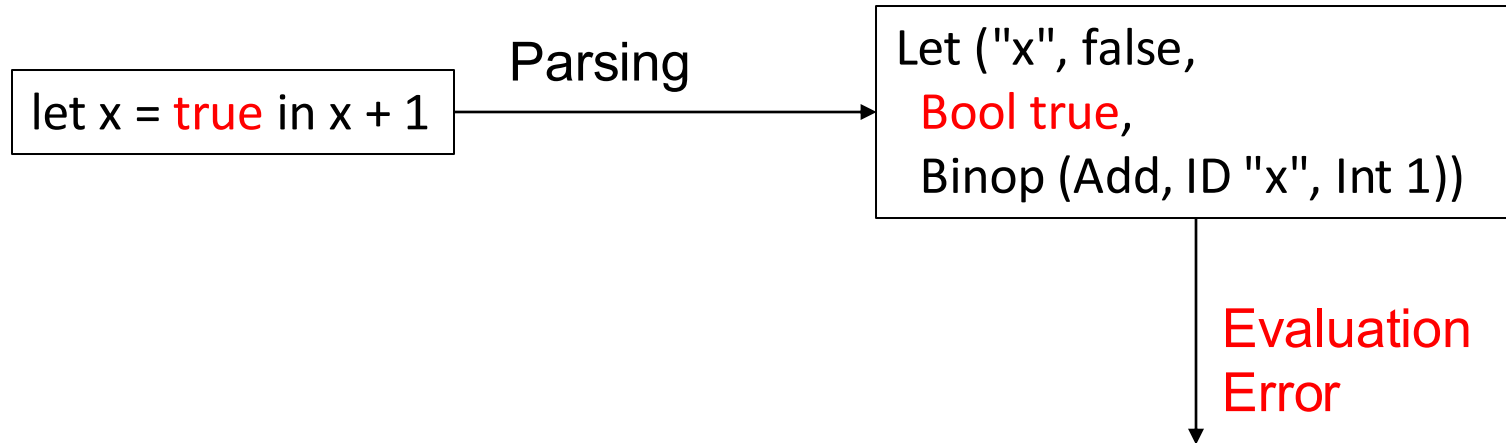 let x = true in x + 1
Parsing
Let ("x", false,
Bool true,
Binop (Add, ID "x", Int 1))
Evaluation
Error